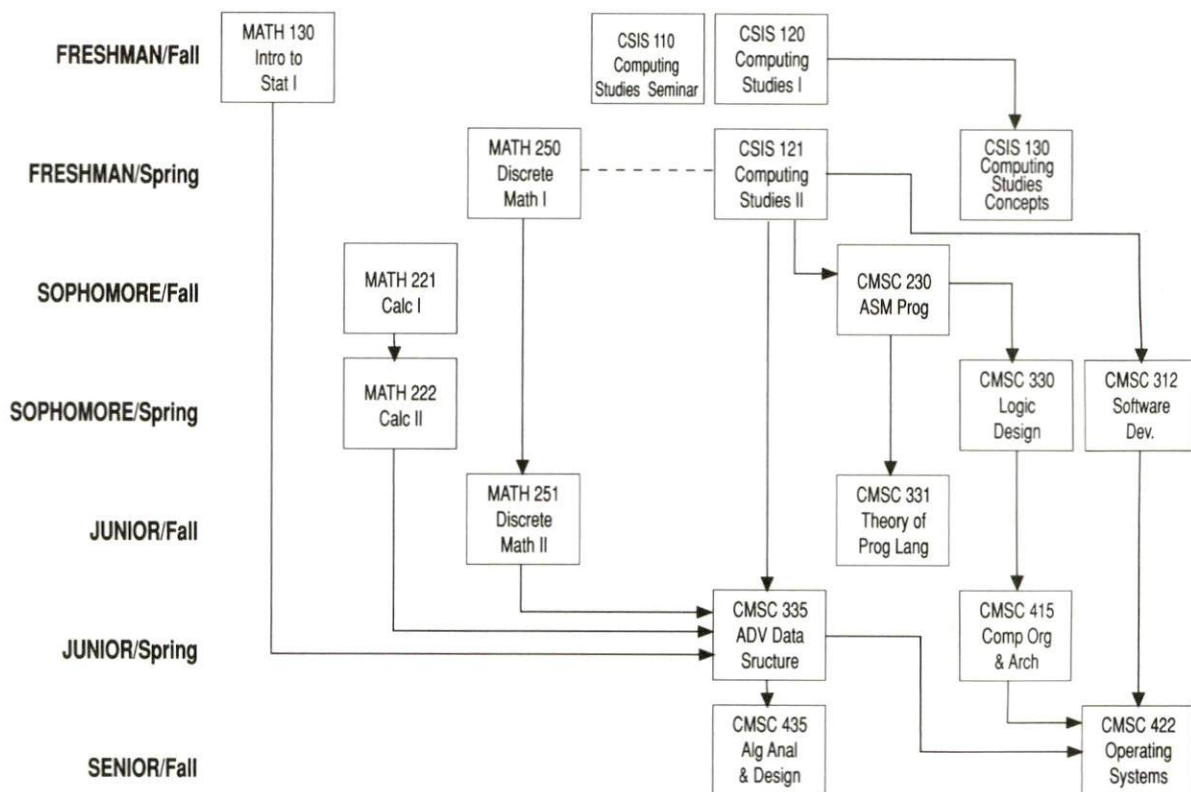 FRESHMAN/Fall
MATH 130
Intro to
Stat I
CSIS 110
Computing
Studies Seminar
CSIS 120
Computing
Studies I
FRESHMAN/Spring
MATH 250
Discrete
Math I
CSIS 121
Computing
Studies II
CSIS 130
Computing
Studies
Concepts
SOPHOMORE/Fall
MATH 221
Calc I
CMSC 230
ASM Prog
SOPHOMORE/Spring
MATH 222
Calc II
CMSC 330
Logic
Design
CMSC 312
Software
Dev.
JUNIOR/Fall
MATH 251
Discrete
Math II
CMSC 331
Theory of
Prog Lang
JUNIOR/Spring
CMSC 335
ADV Data
Sructure
CMSC 415
Comp Org
& Arch
SENIOR/Fall
CMSC 435
Alg Anal
& Design
CMSC 422
Operating
Systems